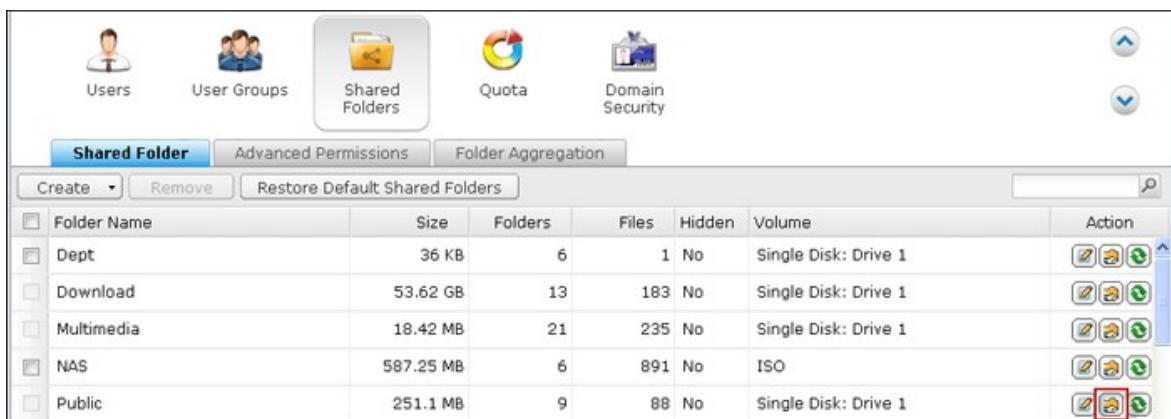 Users User Groups Shared Folders Quota Domain Security
Shared Folder Advanced Permissions Folder Aggregation
Create Remove Restore Default Shared Folders
Folder Name Size Folders Files Hidden Volume Action
Dept 36 KB 6 1 No Single Disk: Drive 1
Download 53.62 GB 13 183 No Single Disk: Drive 1
Multimedia 18.42 MB 21 235 No Single Disk: Drive 1
NAS 587.25 MB 6 891 No ISO
Public 251.1 MB 9 88 No Single Disk: Drive 1